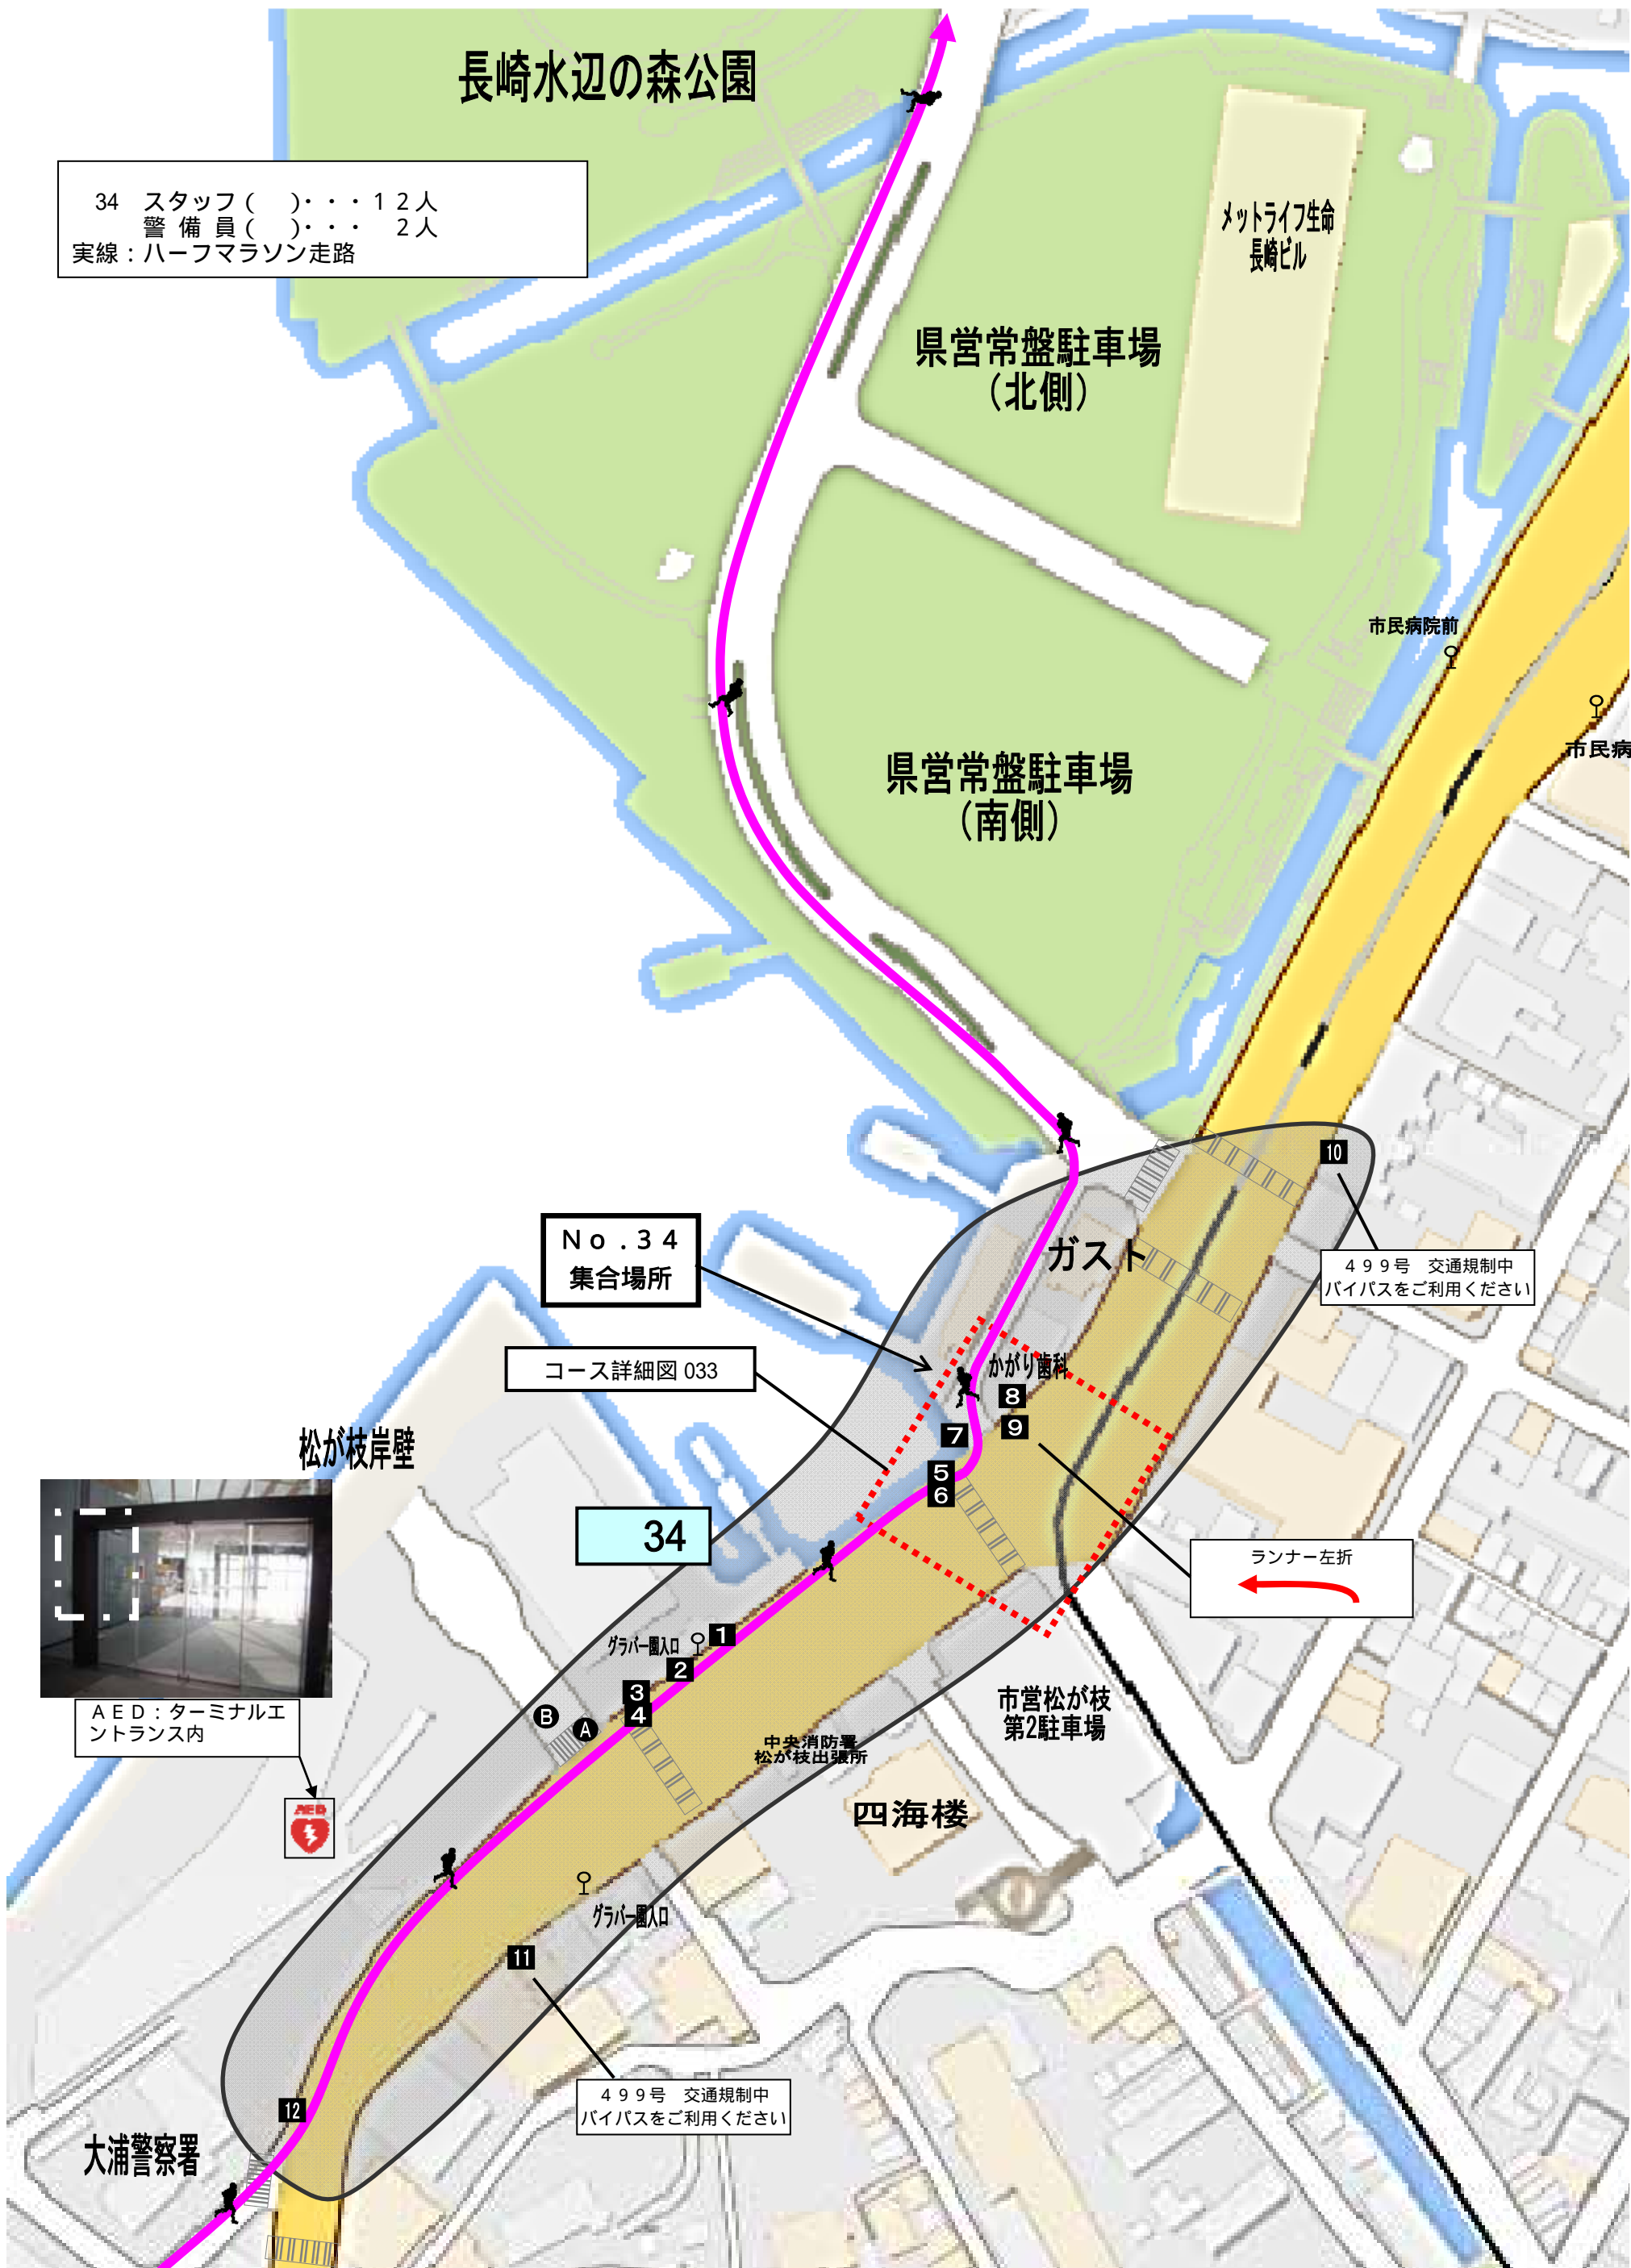 長崎水辺の森公園
34　スタッフ（　）・・・１２人
警 備 員（　）・・・　２人
実線：ハーフマラソン走路
メットライフ生命
長崎ビル
県営常盤駐車場
（北側）
市民病院前
市民病
県営常盤駐車場
（南側）
10
Ｎｏ．３４
集合場所
ガスト
４９９号　交通規制中
バイパスをご利用ください
コース詳細図 033
かがり歯科
8
9
7
5
6
松が枝岸壁
34
ランナー左折
グラバー園入口
1
2
3
4
B
A
ＡＥＤ：ターミナルエ
ントランス内
AED
市営松が枝
第2駐車場
中央消防署
松が枝出張所
四海楼
グラバー園入口
11
４９９号　交通規制中
バイパスをご利用ください
12
大浦警察署